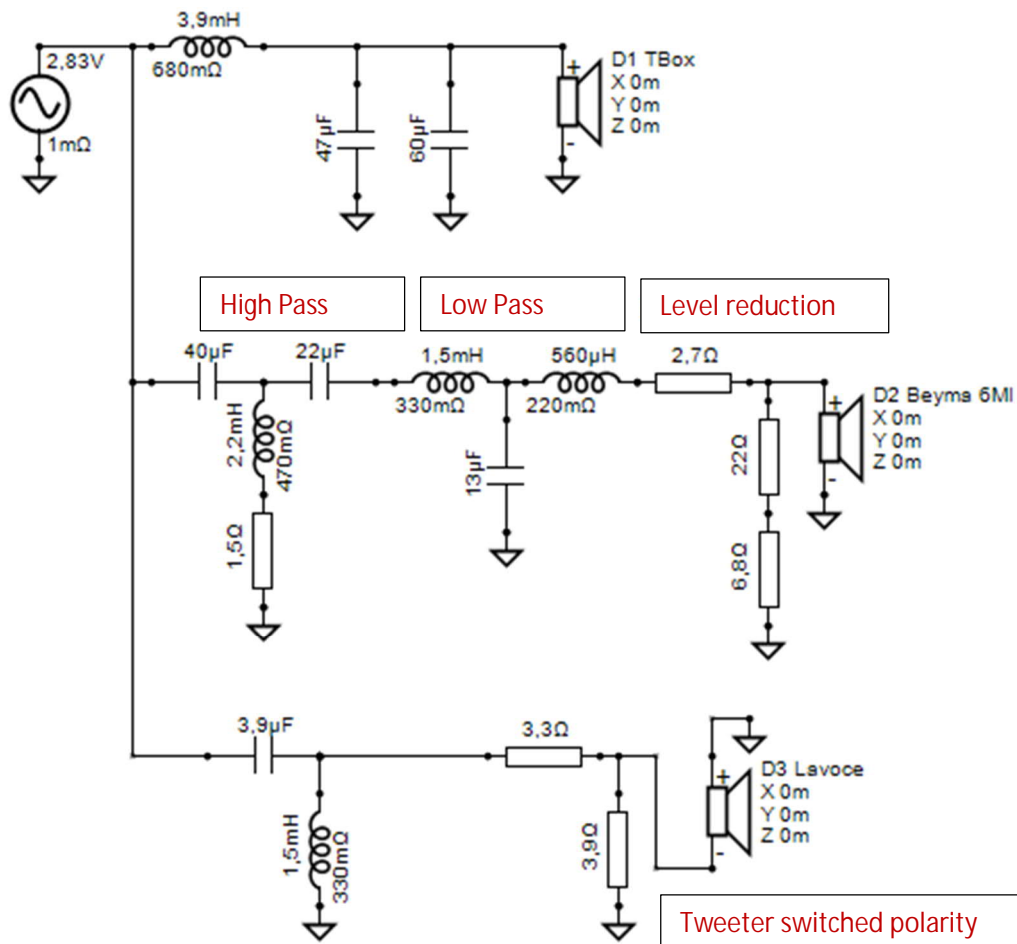 3,9mH
2,83V
680mΩ
1mΩ
47µF
60µF
D1 TBox
X 0m
Y 0m
Z 0m
+
-
High Pass
Low Pass
Level reduction
40µF
22µF
1,5mH
560µH
2,7Ω
330mΩ
220mΩ
2,2mH
470mΩ
1,5Ω
13µF
22Ω
6,8Ω
D2 Beyma 6MI
X 0m
Y 0m
Z 0m
+
-
3,9µF
3,3Ω
1,5mH
330mΩ
3,9Ω
D3 Lavoce
X 0m
Y 0m
Z 0m
+
-
Tweeter switched polarity